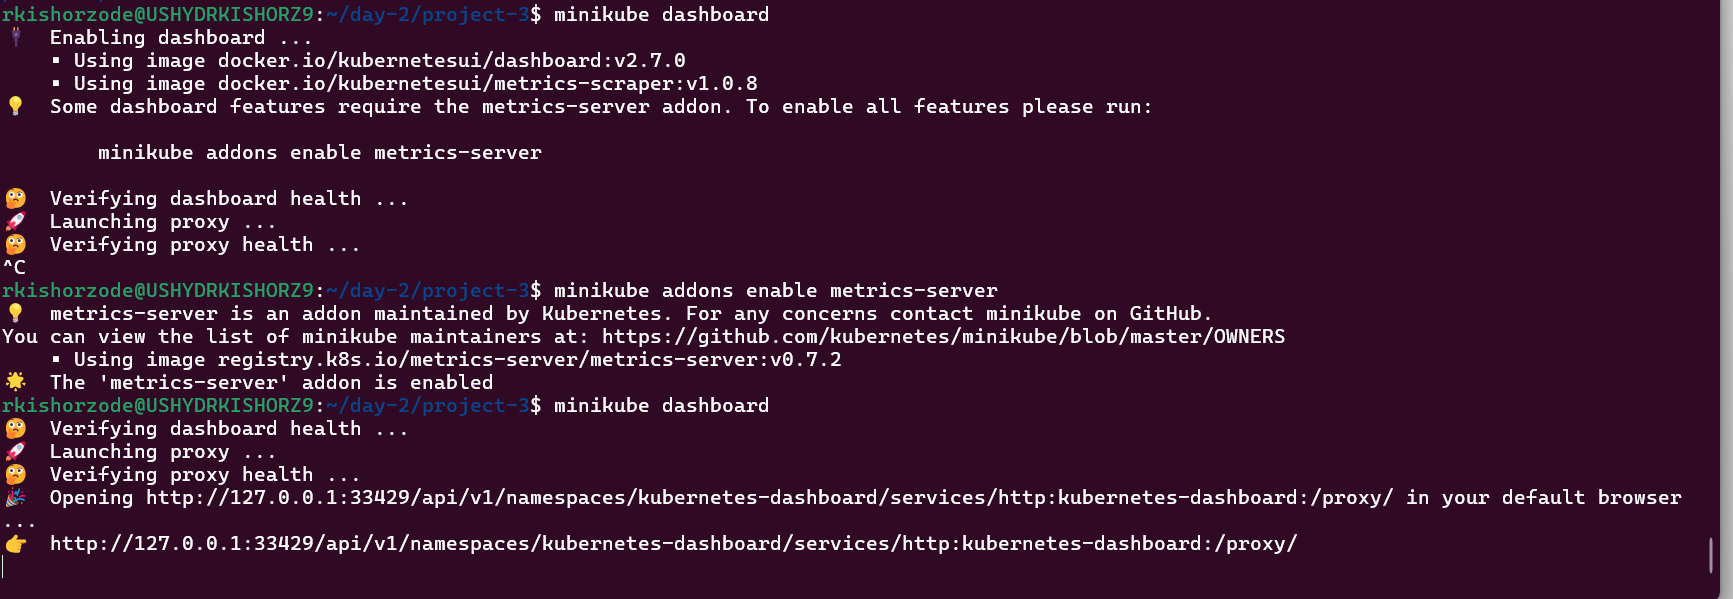 rkishorzode@USHYDRKISHORZ9:~/day-2/project-3$ minikube dashboard
🔌  Enabling dashboard ...
    ▪ Using image docker.io/kubernetesui/dashboard:v2.7.0
    ▪ Using image docker.io/kubernetesui/metrics-scraper:v1.0.8
💡  Some dashboard features require the metrics-server addon. To enable all features please run:
        minikube addons enable metrics-server
🤔  Verifying dashboard health ...
🚀  Launching proxy ...
🤔  Verifying proxy health ...
^C
rkishorzode@USHYDRKISHORZ9:~/day-2/project-3$ minikube addons enable metrics-server
💡  metrics-server is an addon maintained by Kubernetes. For any concerns contact minikube on GitHub.
You can view the list of minikube maintainers at: https://github.com/kubernetes/minikube/blob/master/OWNERS
    ▪ Using image registry.k8s.io/metrics-server/metrics-server:v0.7.2
🌟  The 'metrics-server' addon is enabled
rkishorzode@USHYDRKISHORZ9:~/day-2/project-3$ minikube dashboard
🤔  Verifying dashboard health ...
🚀  Launching proxy ...
🤔  Verifying proxy health ...
🎉  Opening http://127.0.0.1:33429/api/v1/namespaces/kubernetes-dashboard/services/http:kubernetes-dashboard:/proxy/ in your default browser
...
👉  http://127.0.0.1:33429/api/v1/namespaces/kubernetes-dashboard/services/http:kubernetes-dashboard:/proxy/